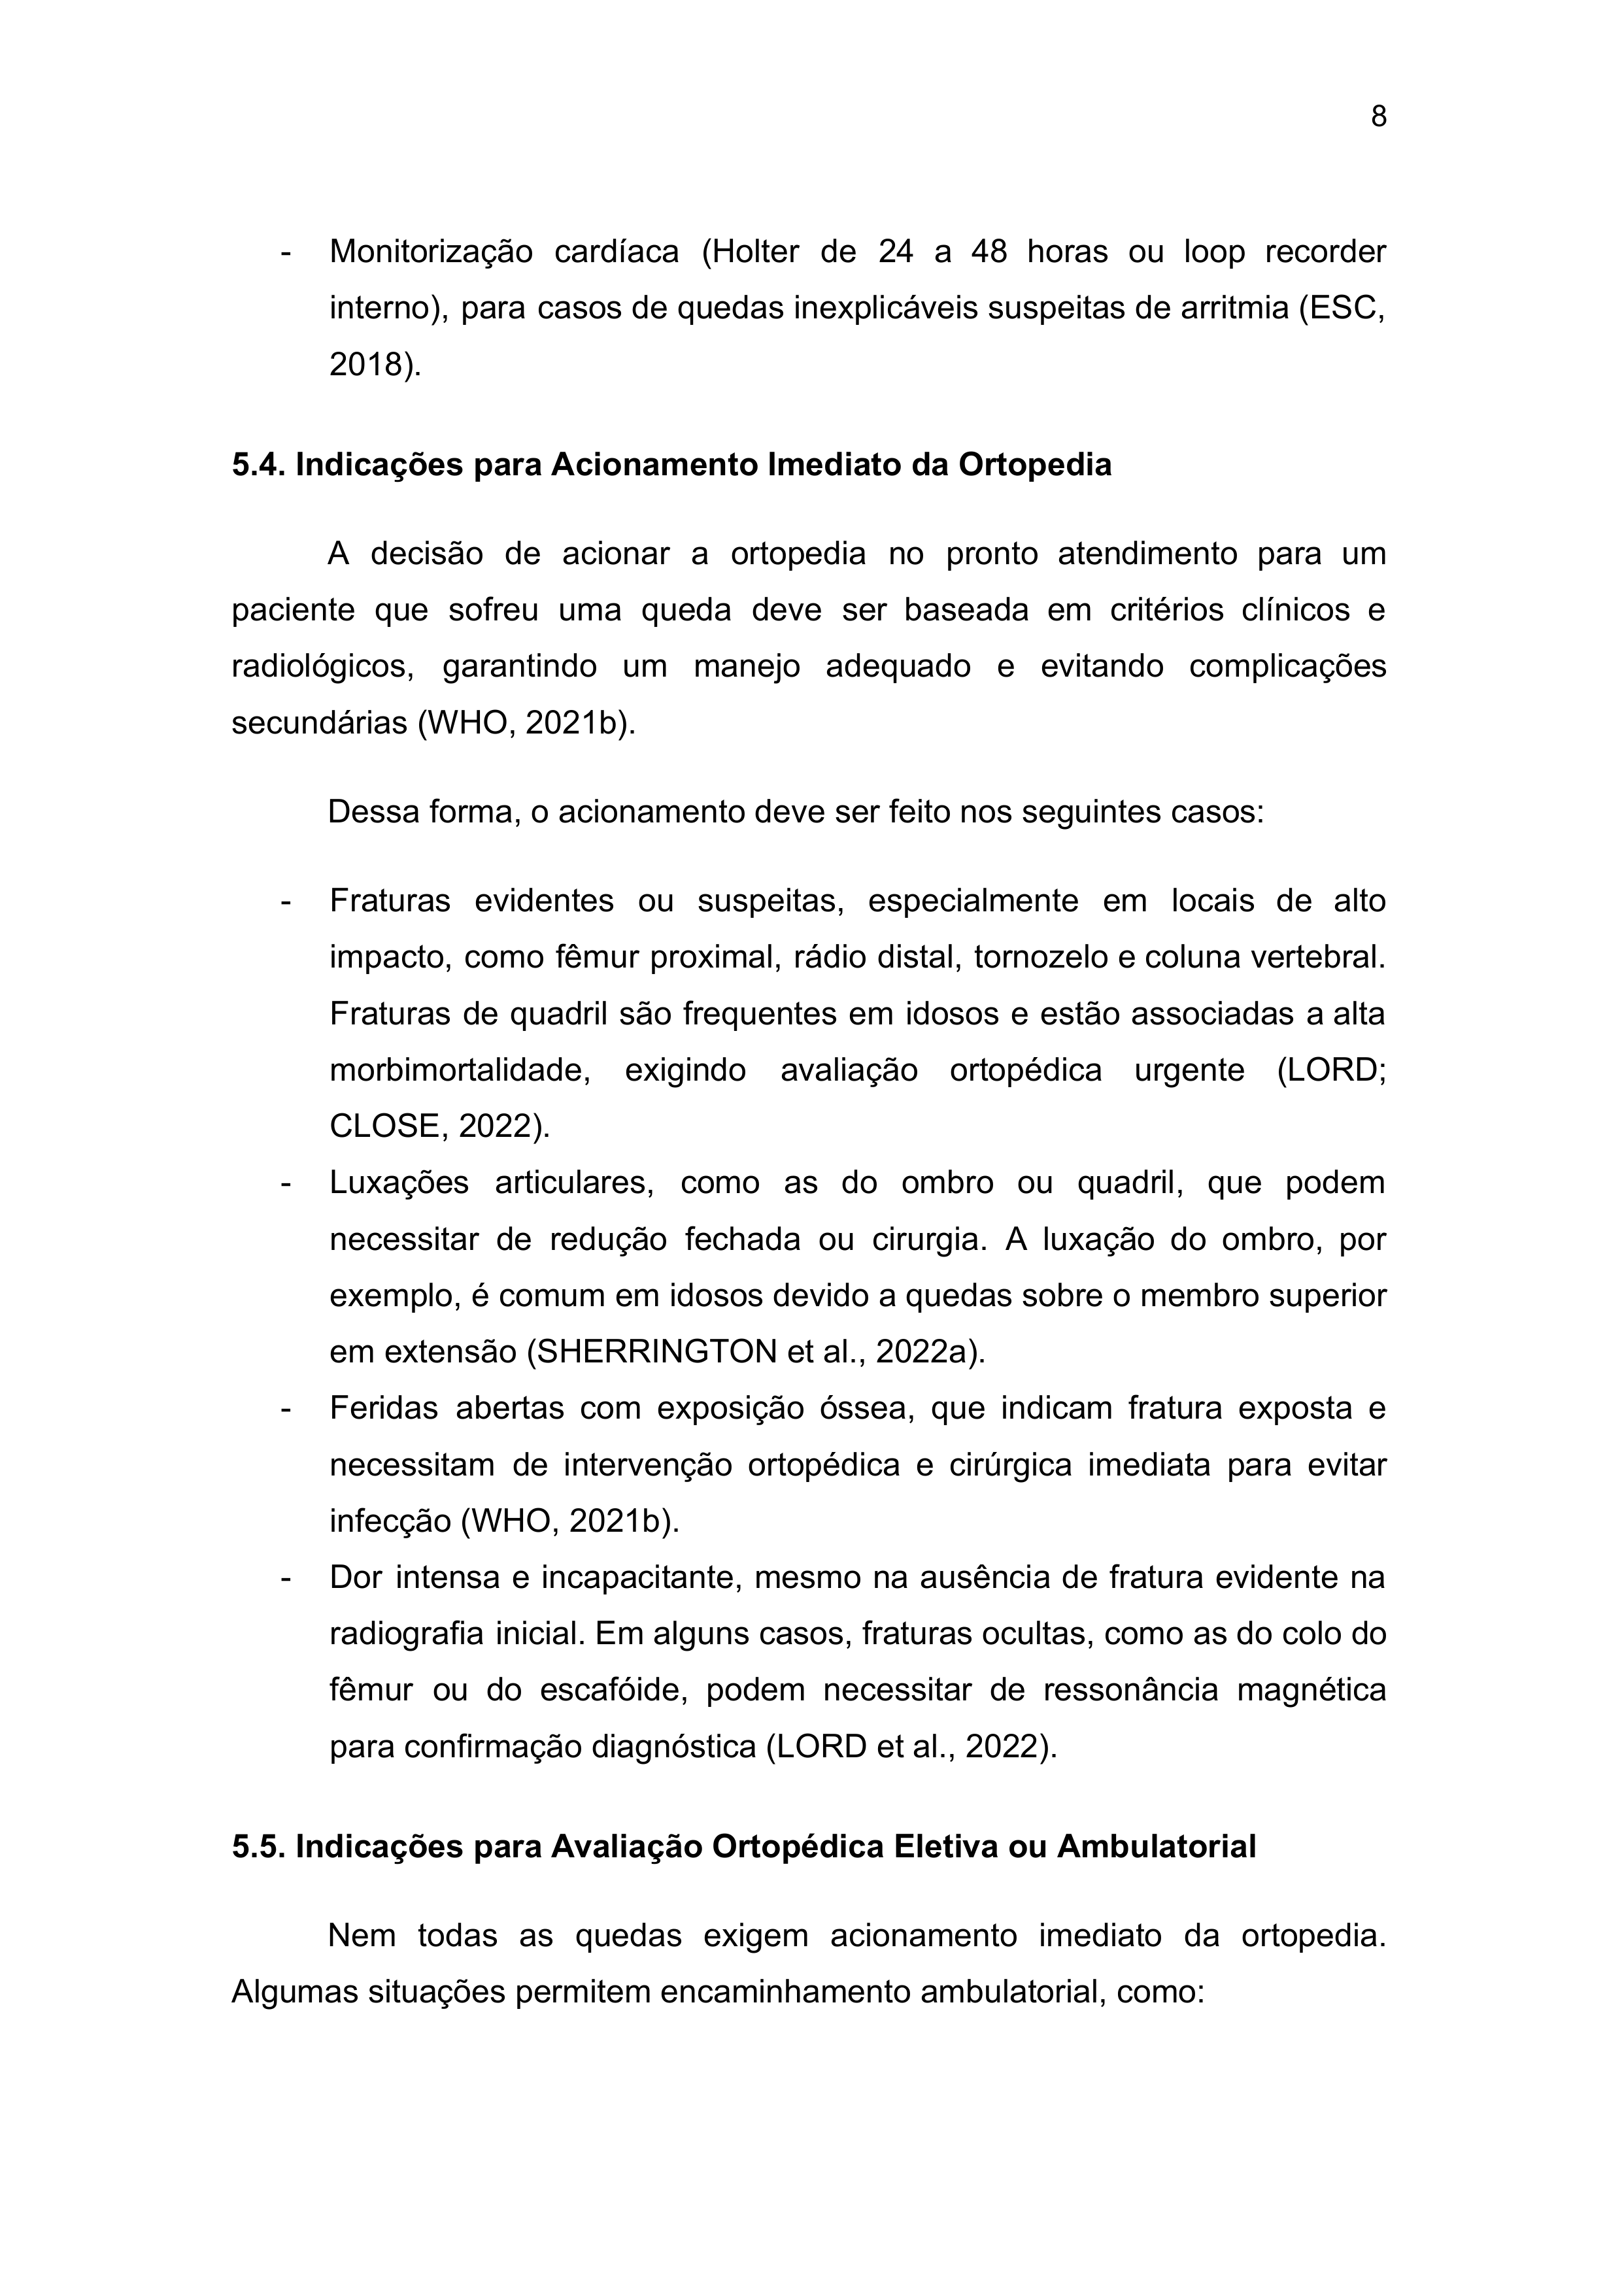 8
- Monitorização cardíaca (Holter de 24 a 48 horas ou loop recorder
interno), para casos de quedas inexplicáveis suspeitas de arritmia (ESC,
2018).
5.4. Indicações para Acionamento Imediato da Ortopedia
A decisão de acionar a ortopedia no pronto atendimento para um
paciente que sofreu uma queda deve ser baseada em critérios clínicos e
radiológicos, garantindo um manejo adequado e evitando complicações
secundárias (WHO, 2021b).
Dessa forma, o acionamento deve ser feito nos seguintes casos:
- Fraturas evidentes ou suspeitas, especialmente em locais de alto
impacto, como fêmur proximal, rádio distal, tornozelo e coluna vertebral.
Fraturas de quadril são frequentes em idosos e estão associadas a alta
morbimortalidade, exigindo avaliação ortopédica urgente (LORD;
CLOSE, 2022).
- Luxações articulares, como as do ombro ou quadril, que podem
necessitar de redução fechada ou cirurgia. A luxação do ombro, por
exemplo, é comum em idosos devido a quedas sobre o membro superior
em extensão (SHERRINGTON et al., 2022a).
- Feridas abertas com exposição óssea, que indicam fratura exposta e
necessitam de intervenção ortopédica e cirúrgica imediata para evitar
infecção (WHO, 2021b).
- Dor intensa e incapacitante, mesmo na ausência de fratura evidente na
radiografia inicial. Em alguns casos, fraturas ocultas, como as do colo do
fêmur ou do escafóide, podem necessitar de ressonância magnética
para confirmação diagnóstica (LORD et al., 2022).
5.5. Indicações para Avaliação Ortopédica Eletiva ou Ambulatorial
Nem todas as quedas exigem acionamento imediato da ortopedia.
Algumas situações permitem encaminhamento ambulatorial, como: